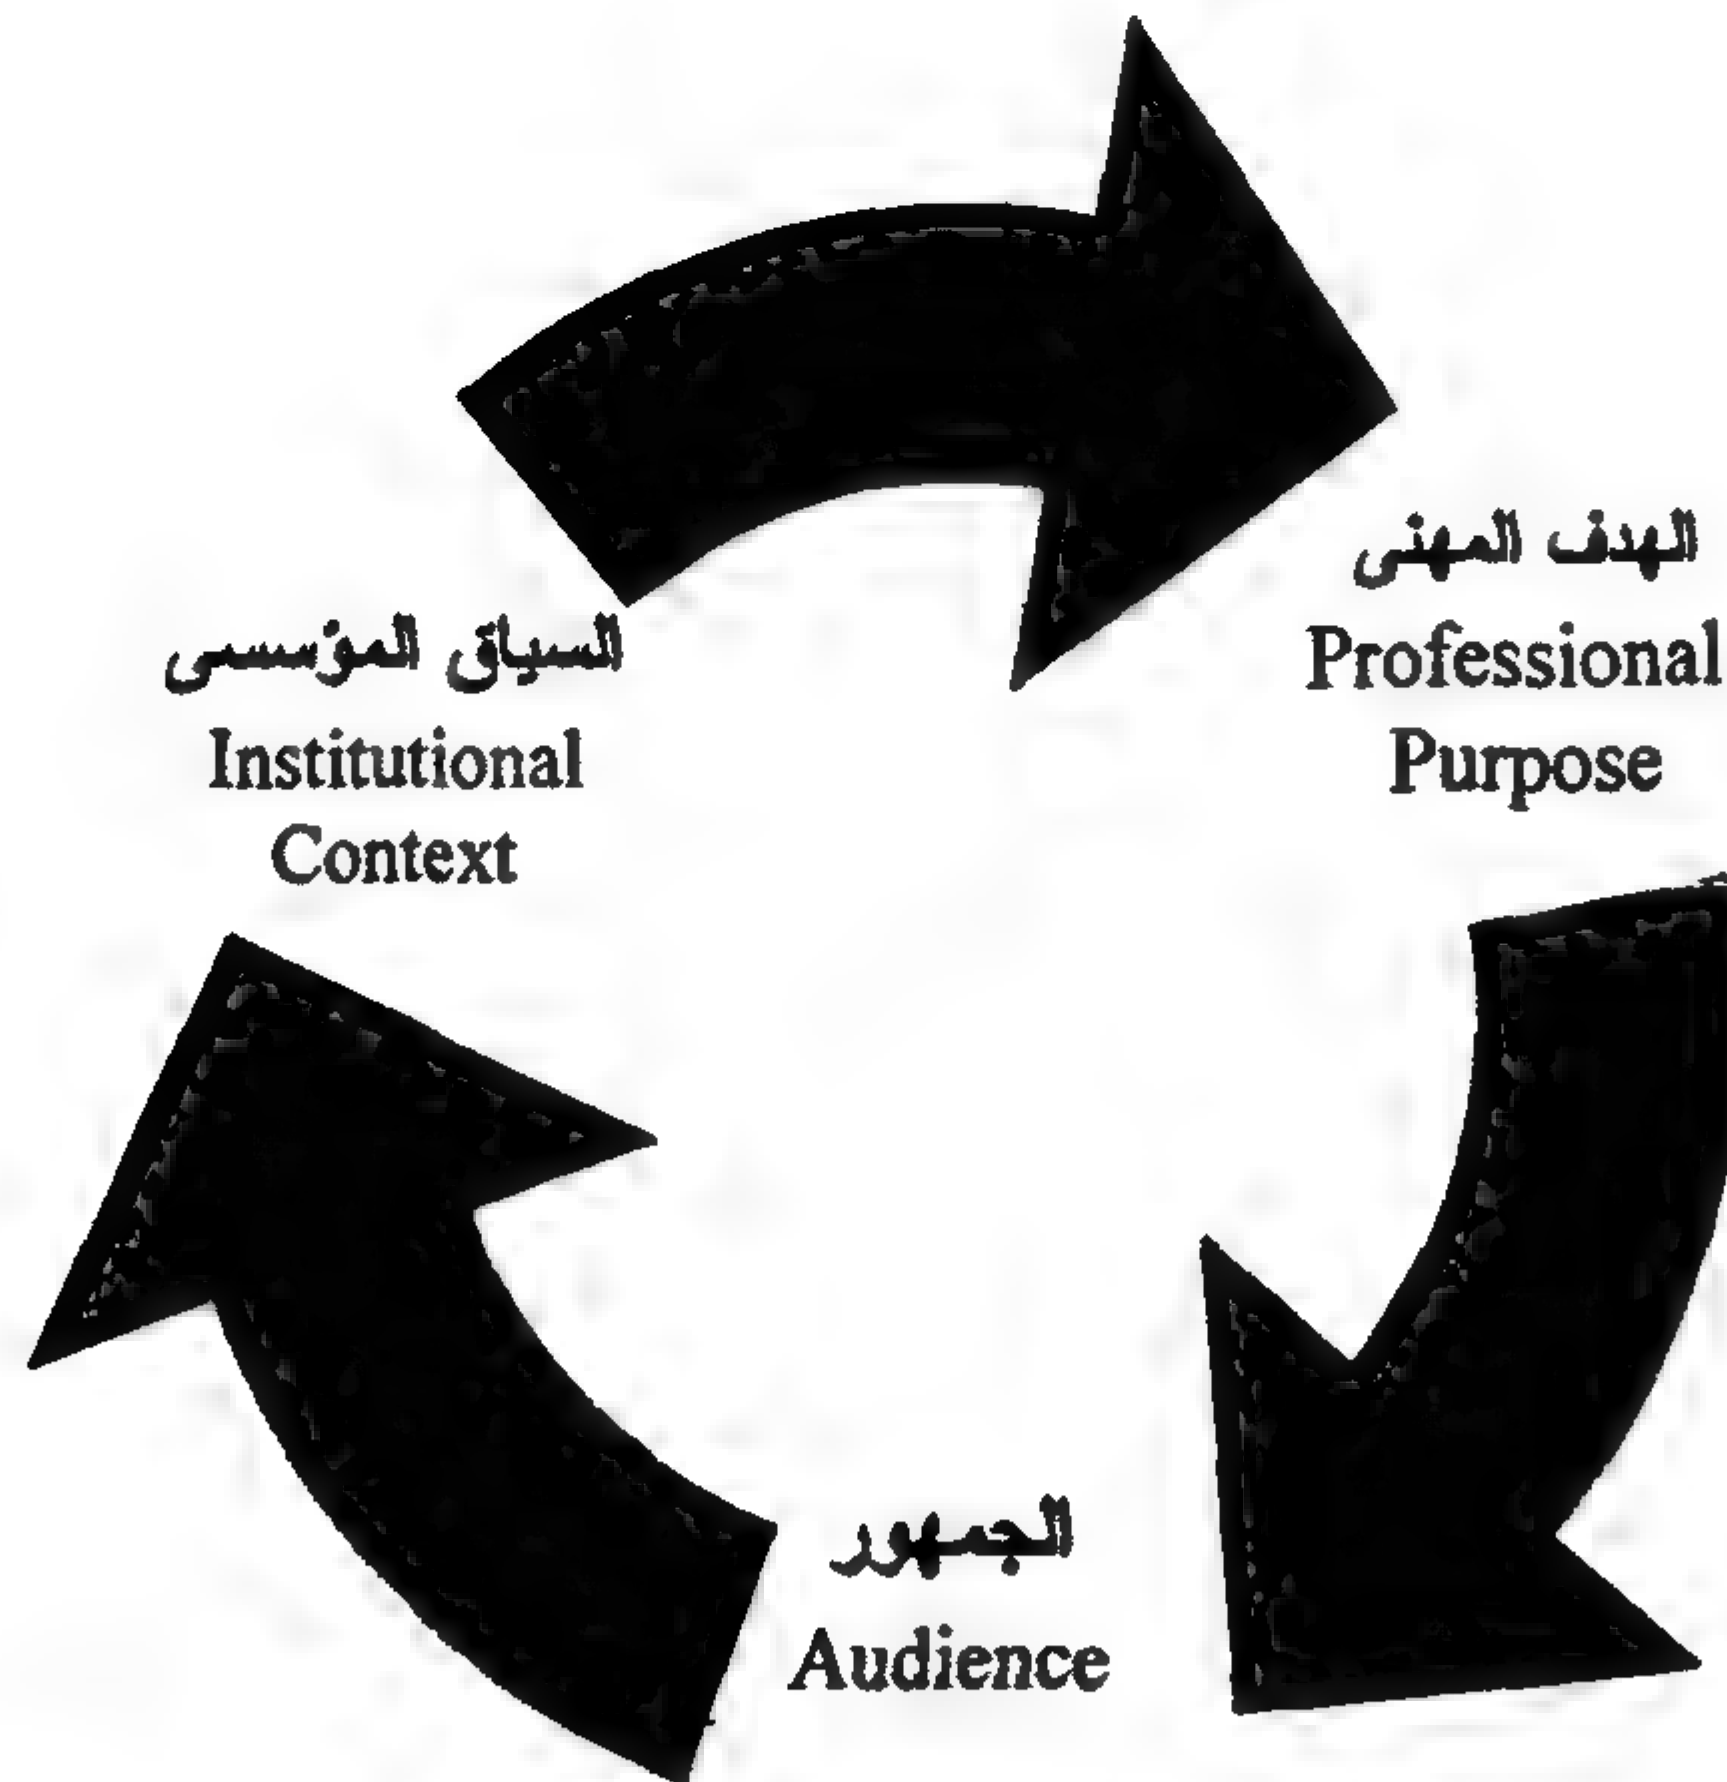 الهدف المهنى
Professional
Purpose
السياق المؤسسى
Institutional
Context
الجمهور
Audience